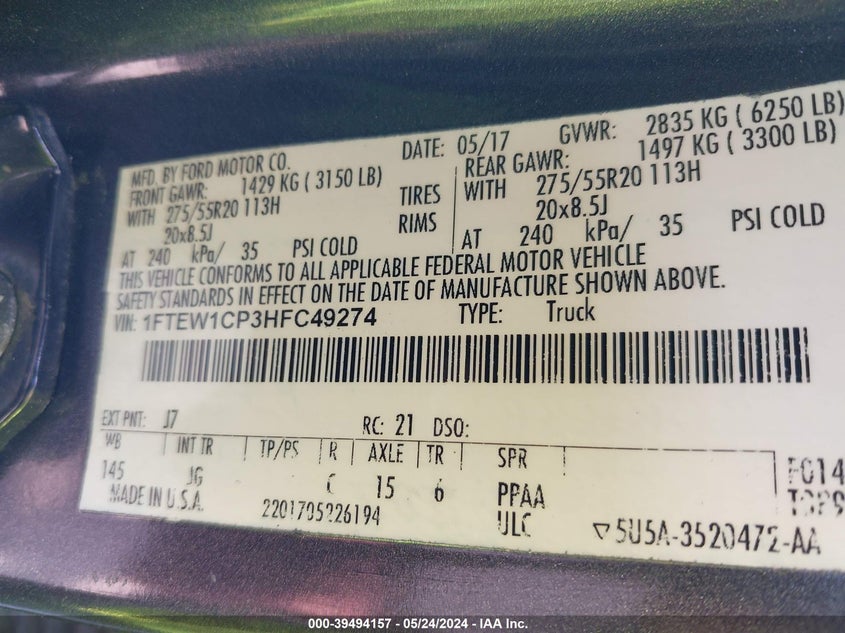 MFD. BY FORD MOTOR CO. DATE: 05/17 GVWR: 2835 KG ( 6250 LB)
FRONT GAWR: 1429 KG ( 3150 LB) REAR GAWR: 1497 KG ( 3300 LB)
WITH 275/55R20 113H TIRES WITH 275/55R20 113H
20x8.5J RIMS 20x8.5J
AT 240 kPa/ 35 PSI COLD AT 240 kPa/ 35 PSI COLD
THIS VEHICLE CONFORMS TO ALL APPLICABLE FEDERAL MOTOR VEHICLE
SAFETY STANDARDS IN EFFECT ON THE DATE OF MANUFACTURE SHOWN ABOVE.
VIN: 1FTEW1CP3HFC49274 TYPE: Truck
EXT PNT: J7 RC: 21 DSO:
WB INT TR TP/PS R AXLE TR SPR
145 JG C 15 6 PPAA
MADE IN U.S.A. 2201705226194 ULC ▽5U5A-3520472-AA
000-39494157 - 05/24/2024 - IAA Inc.